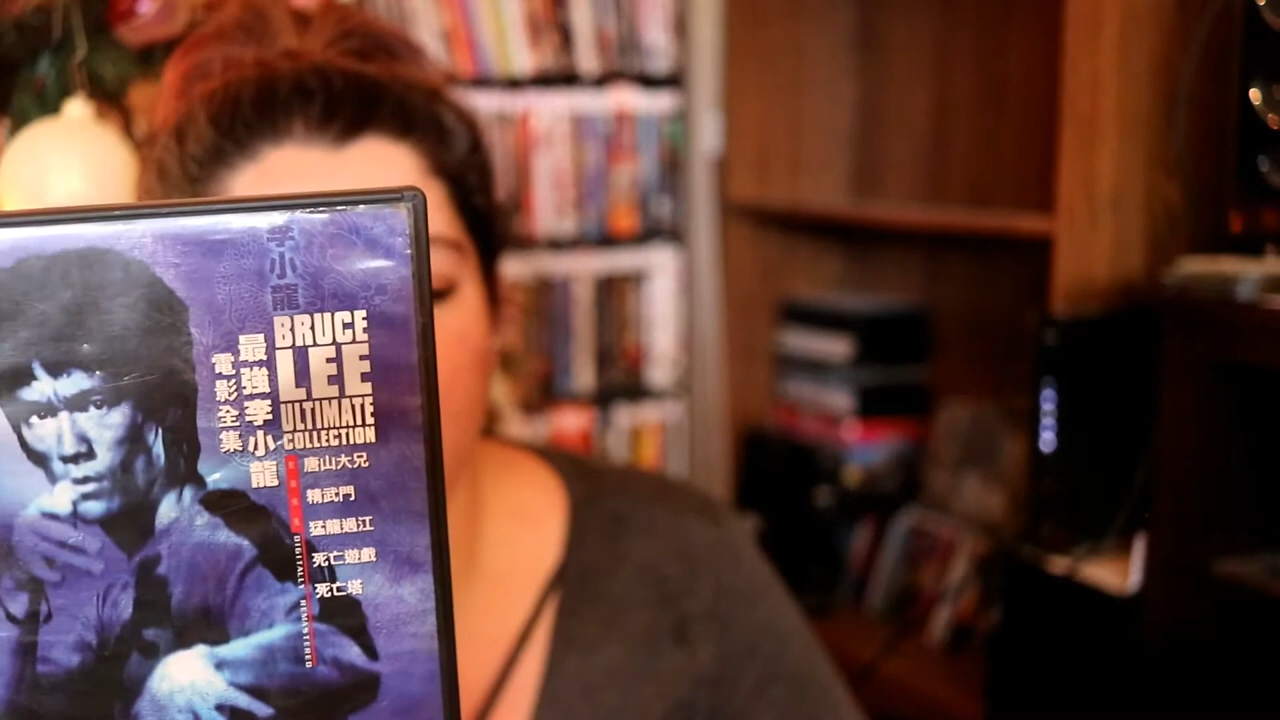 李小龍
BRUCE
LEE
ULTIMATE
COLLECTION
最強李小龍
電影全集
唐山大兄
精武門
猛龍過江
死亡遊戲
死亡塔
DIGITALLY REMASTERED